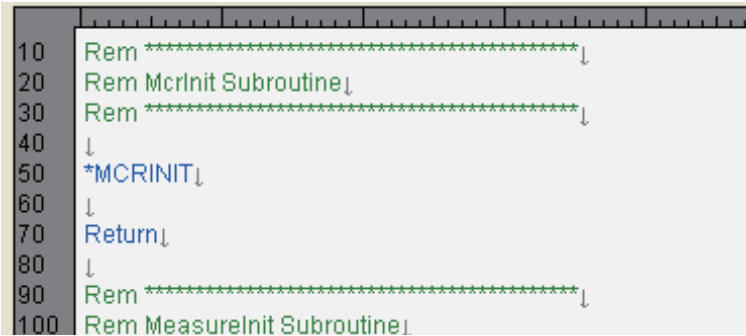 10 Rem ******************************************↓
20 Rem McrInit Subroutine↓
30 Rem ******************************************↓
40 ↓
50 *MCRINIT↓
60 ↓
70 Return↓
80 ↓
90 Rem ******************************************↓
100 Rem MeasureInit Subroutine↓